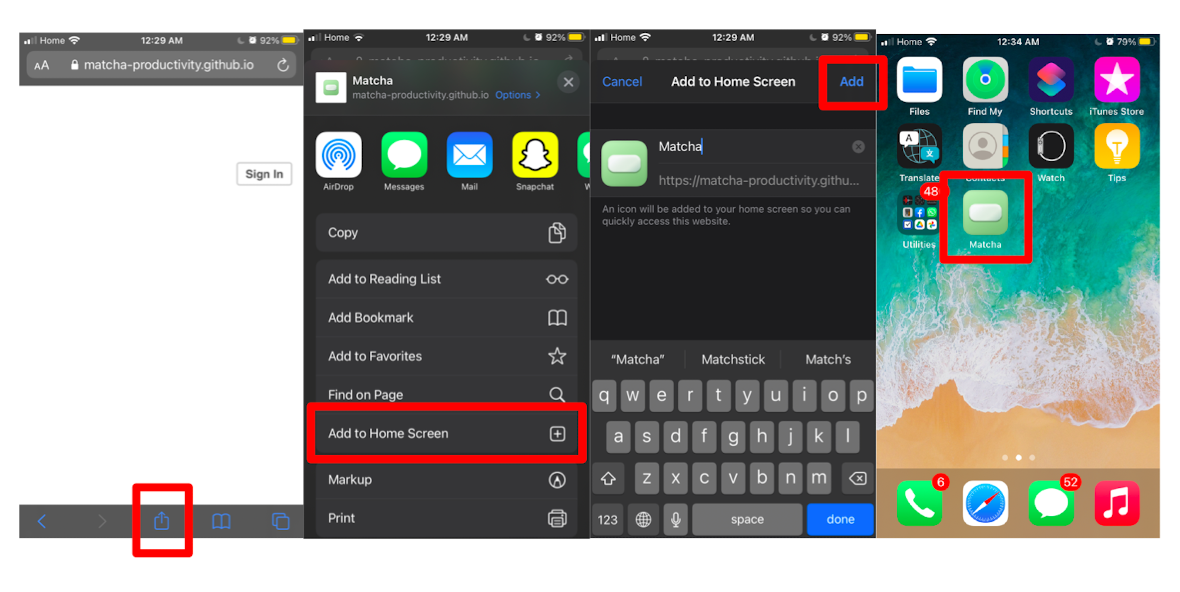 Home 12:29 AM 92%
AA matcha-productivity.github.io
Sign In
Home 12:29 AM 92%
Matcha
matcha-productivity.github.io Options >
AirDrop Messages Mail Snapchat
Copy
Add to Reading List
Add Bookmark
Add to Favorites
Find on Page
Add to Home Screen
Markup
Print
Home 12:29 AM 92%
Cancel Add to Home Screen Add
Matcha
https://matcha-productivity.githu...
An icon will be added to your home screen so you can
quickly access this website.
“Matcha” Matchstick Match's
q w e r t y u i o p
a s d f g h j k l
z x c v b n m
123 space done
Home 12:34 AM 79%
Files Find My Shortcuts iTunes Store
Translate Contacts Watch Tips
48
Utilities Matcha
6 52